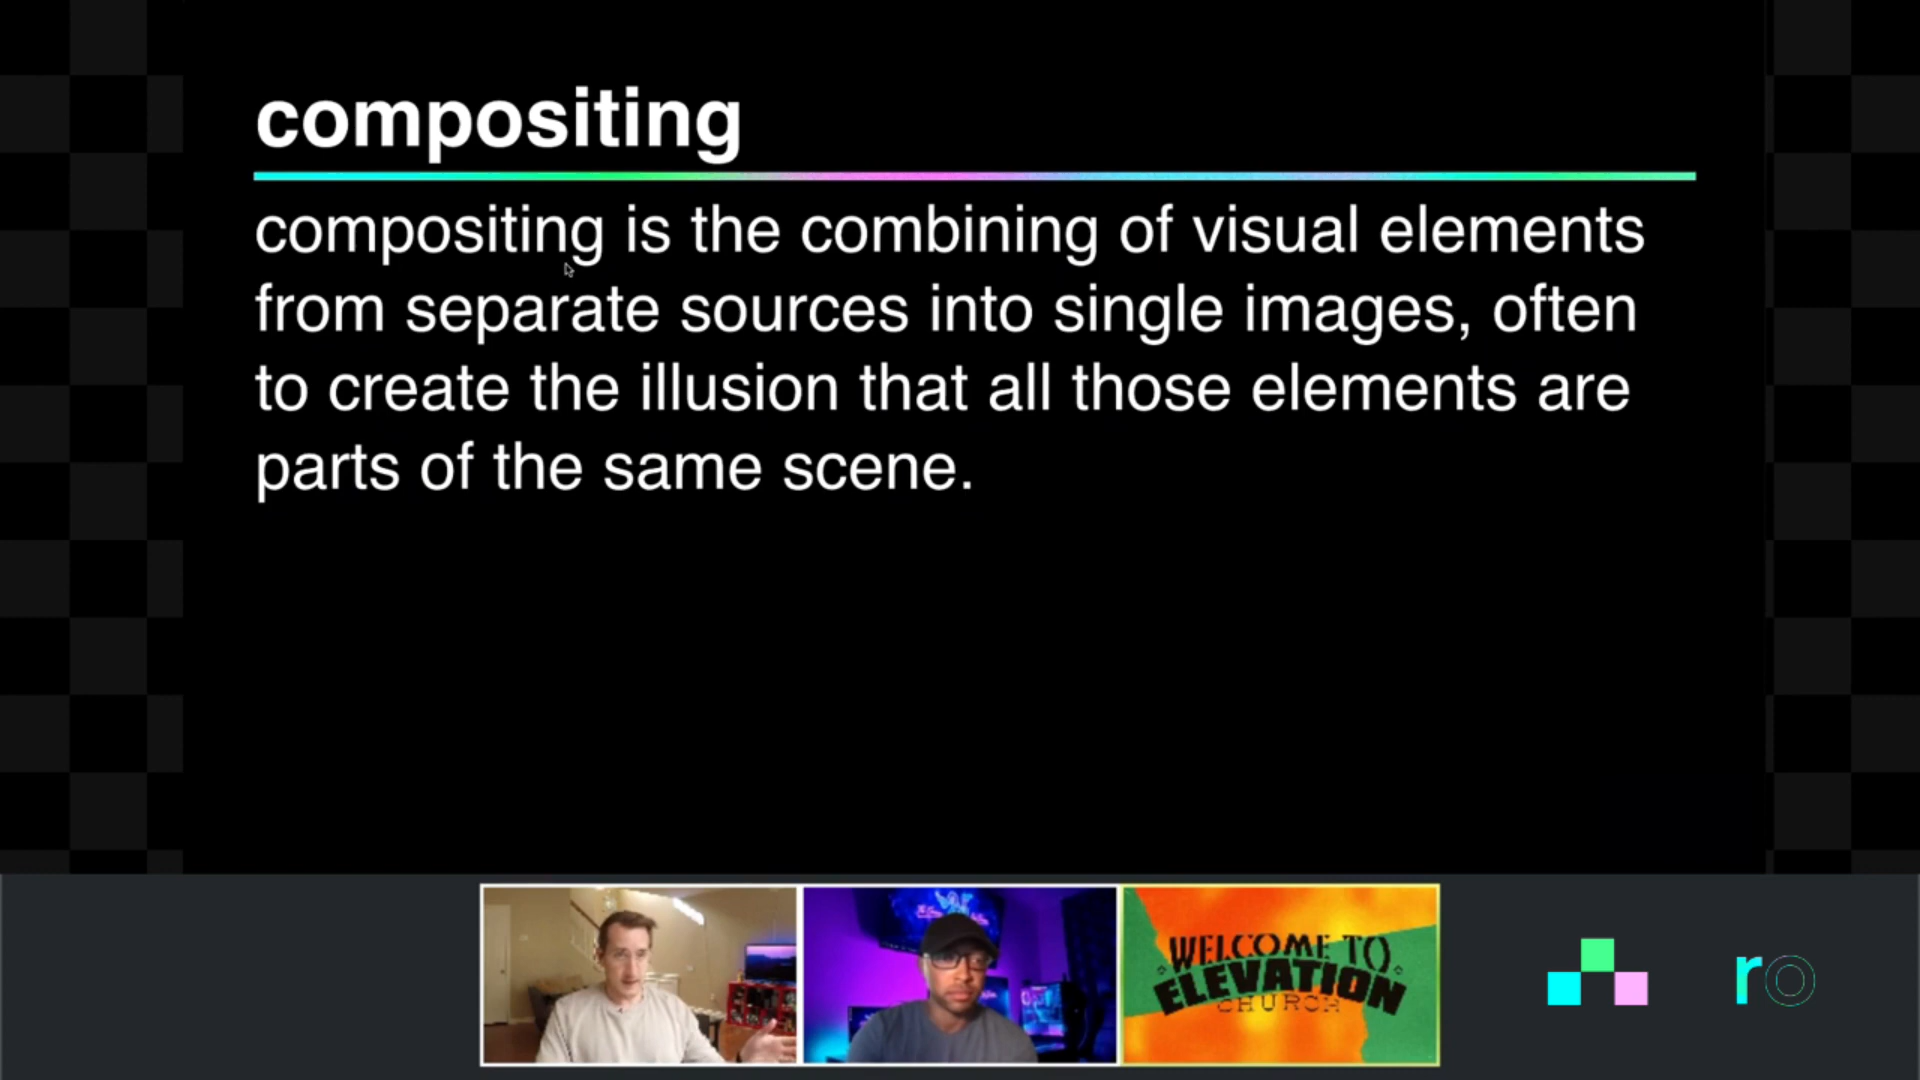 compositing
compositing is the combining of visual elements
from separate sources into single images, often
to create the illusion that all those elements are
parts of the same scene.
WELCOME TO
ELEVATION
CHURCH
ro